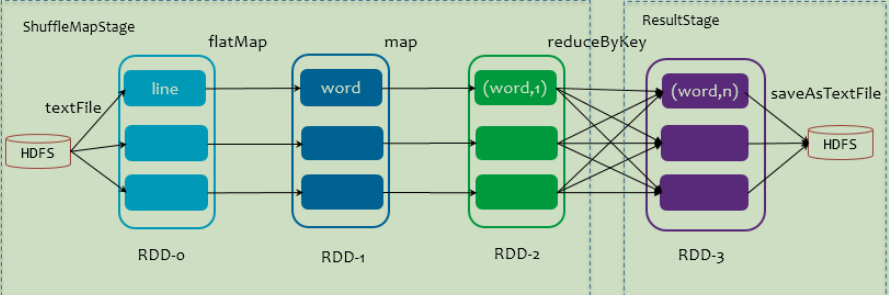 ShuffleMapStage
ResultStage
flatMap
map
reduceByKey
textFile
line
word
(word,1)
(word,n)
saveAsTextFile
HDFS
HDFS
RDD-0
RDD-1
RDD-2
RDD-3